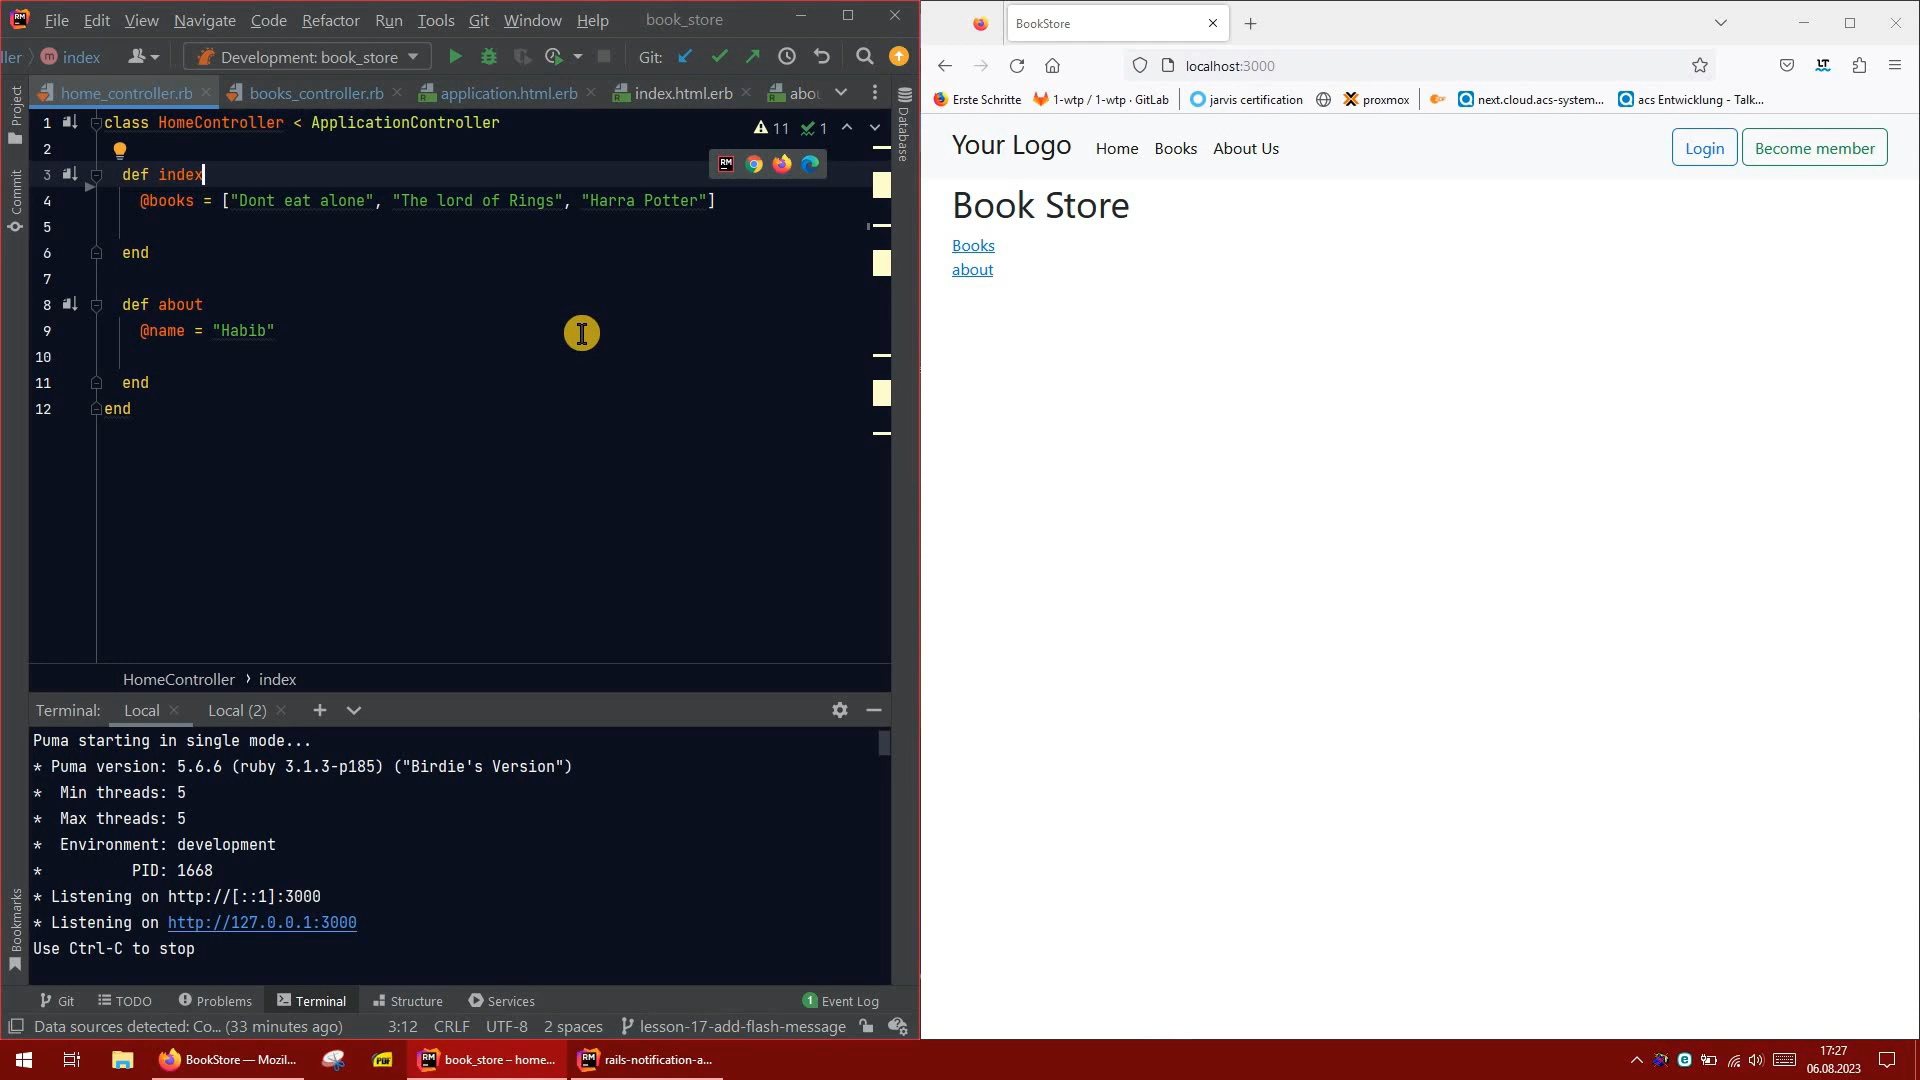 File Edit View Navigate Code Refactor Run Tools Git Window Help book_store
ler index Development: book_store Git:
home_controller.rb books_controller.rb application.html.erb index.html.erb abou
Project
Commit
Bookmarks
Database
11 1
1 class HomeController < ApplicationController
2
3 def index
4 @books = ["Dont eat alone", "The lord of Rings", "Harra Potter"]
5
6 end
7
8 def about
9 @name = "Habib"
10
11 end
12 end
HomeController › index
Terminal: Local Local (2)
Puma starting in single mode...
* Puma version: 5.6.6 (ruby 3.1.3-p185) ("Birdie's Version")
* Min threads: 5
* Max threads: 5
* Environment: development
* PID: 1668
* Listening on http://[::1]:3000
* Listening on http://127.0.0.1:3000
Use Ctrl-C to stop
Git TODO Problems Terminal Structure Services 1 Event Log
Data sources detected: Co... (33 minutes ago) 3:12 CRLF UTF-8 2 spaces lesson-17-add-flash-message
BookStore
localhost:3000
Erste Schritte 1-wtp / 1-wtp · GitLab jarvis certification proxmox next.cloud.acs-system... acs Entwicklung - Talk...
Your Logo Home Books About Us Login Become member
Book Store
Books
about
BookStore — Mozil... PDF book_store – home... rails-notification-a...
17:27
06.08.2023